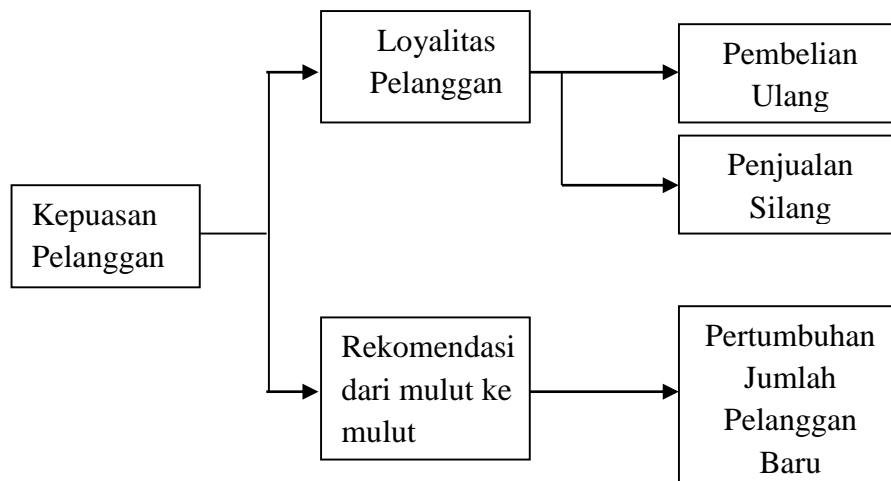 Loyalitas
Pelanggan
Pembelian
Ulang
Penjualan
Silang
Kepuasan
Pelanggan
Rekomendasi
dari mulut ke
mulut
Pertumbuhan
Jumlah
Pelanggan
Baru